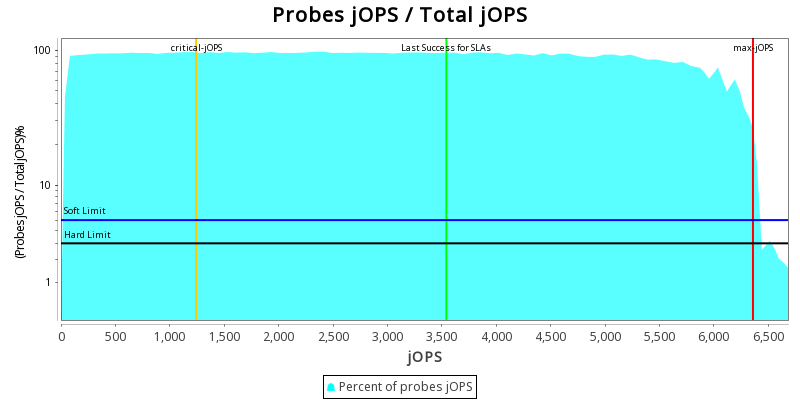 Probes jOPS / Total jOPS
(Probes jOPS / Total jOPS)%
100
10
1
critical-jOPS
Last Success for SLAs
max-jOPS
Soft Limit
Hard Limit
0 500 1,000 1,500 2,000 2,500 3,000 3,500 4,000 4,500 5,000 5,500 6,000 6,500
jOPS
Percent of probes jOPS